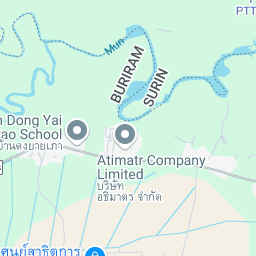 PTT
Mun
BURIRAM
SURIN
Dong Yai
School
บ้านดงยายเภา
Atimatr Company
Limited
บริษัท
อธิมาตร จำกัด
ศูนย์สาธิตการ